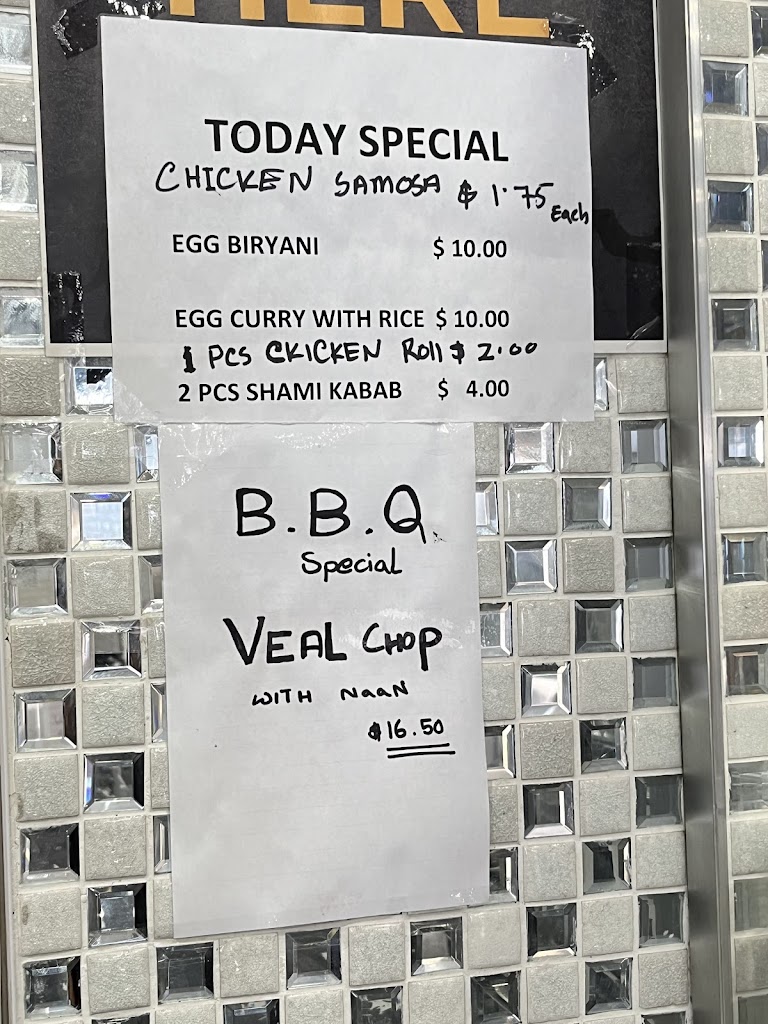 HERE
TODAY SPECIAL
CHICKEN SAMOSA $ 1.75 Each
EGG BIRYANI $ 10.00
EGG CURRY WITH RICE $ 10.00
1 PCS CKICKEN Roll $ 2.00
2 PCS SHAMI KABAB $ 4.00
B.B.Q.
Special
VEAL CHOP
WITH NaaN
$16.50